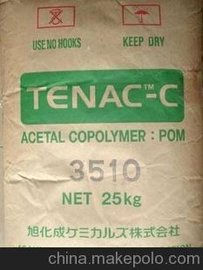 USE NO HOOKS
KEEP DRY
TENAC™-C
ACETAL COPOLYMER : POM
3510
NET 25kg
旭化成ケミカルズ株式会社
china.makepolo.com